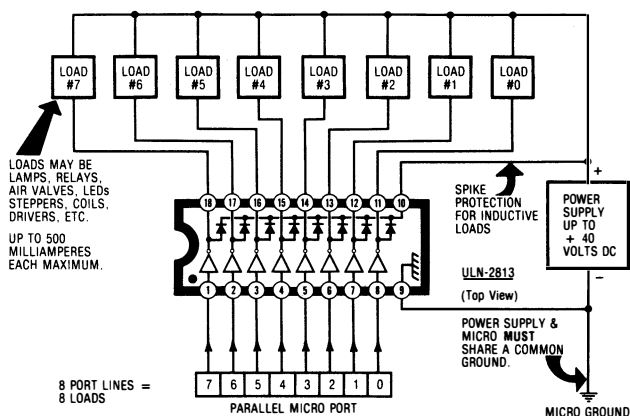 LOAD
#7
LOAD
#6
LOAD
#5
LOAD
#4
LOAD
#3
LOAD
#2
LOAD
#1
LOAD
#0
LOADS MAY BE
LAMPS, RELAYS,
AIR VALVES, LEDs
STEPPERS, COILS,
DRIVERS, ETC.
UP TO 500
MILLIAMPERES
EACH MAXIMUM.
SPIKE
PROTECTION
FOR INDUCTIVE
LOADS
+
POWER
SUPPLY
UP TO
+ 40
VOLTS DC
−
18 17 16 15 14 13 12 11 10
ULN-2813
(Top View)
1 2 3 4 5 6 7 8 9
POWER SUPPLY &
MICRO MUST
SHARE A COMMON
GROUND.
8 PORT LINES =
8 LOADS
7 6 5 4 3 2 1 0
PARALLEL MICRO PORT
MICRO GROUND